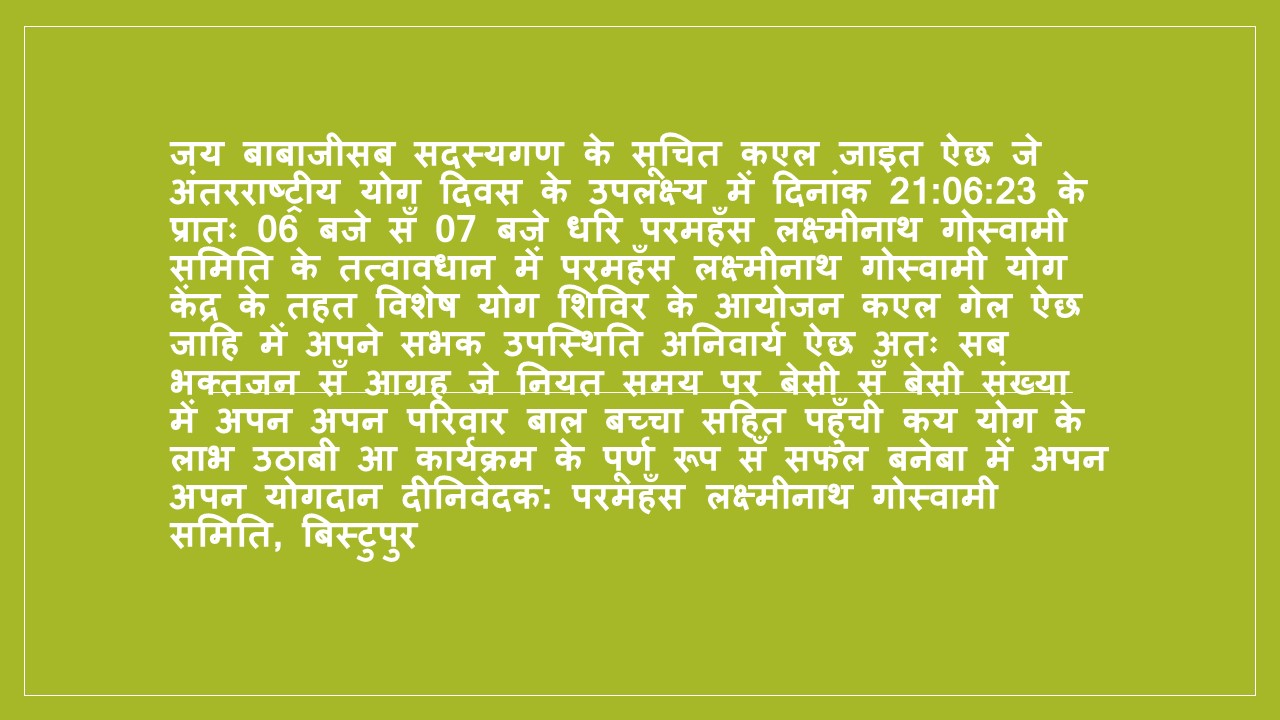 जय बाबाजीसब सदस्यगण के सूचित कएल जाइत ऐछ जे
अंतरराष्ट्रीय योग दिवस के उपलक्ष्य में दिनांक 21:06:23 के
प्रातः 06 बजे सँ 07 बजे धरि परमहँस लक्ष्मीनाथ गोस्वामी
समिति के तत्वावधान में परमहँस लक्ष्मीनाथ गोस्वामी योग
केंद्र के तहत विशेष योग शिविर के आयोजन कएल गेल ऐछ
जाहि में अपने सभक उपस्थिति अनिवार्य ऐछ अतः सब
भक्तजन सँ आग्रह जे नियत समय पर बेसी सँ बेसी संख्या
में अपन अपन परिवार बाल बच्चा सहित पहुँची कय योग के
लाभ उठाबी आ कार्यक्रम के पूर्ण रूप सँ सफल बनेबा में अपन
अपन योगदान दीनिवेदक: परमहँस लक्ष्मीनाथ गोस्वामी
समिति, बिस्टुपुर